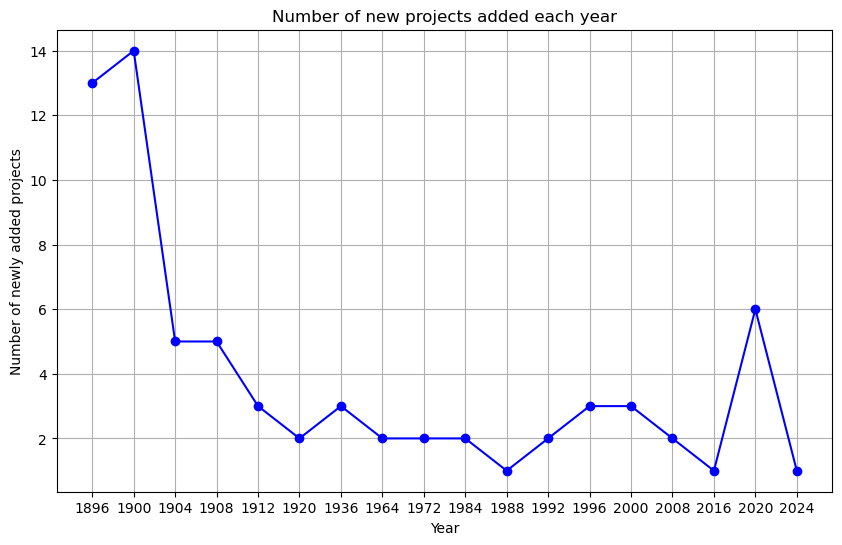 Number of new projects added each year
Number of newly added projects
14
12
10
8
6
4
2
1896 1900 1904 1908 1912 1920 1936 1964 1972 1984 1988 1992 1996 2000 2008 2016 2020 2024
Year